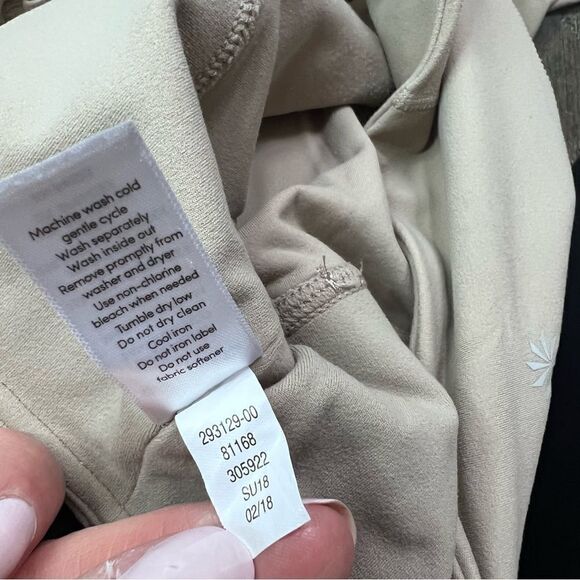 Machine wash cold
gentle cycle
Wash separately
Wash inside out
Remove promptly from
washer and dryer
Use non-chlorine
bleach when needed
Tumble dry low
Do not dry clean
Cool iron
Do not iron label
Do not use
fabric softener
293129-00
81168
305922
SU18
02/18